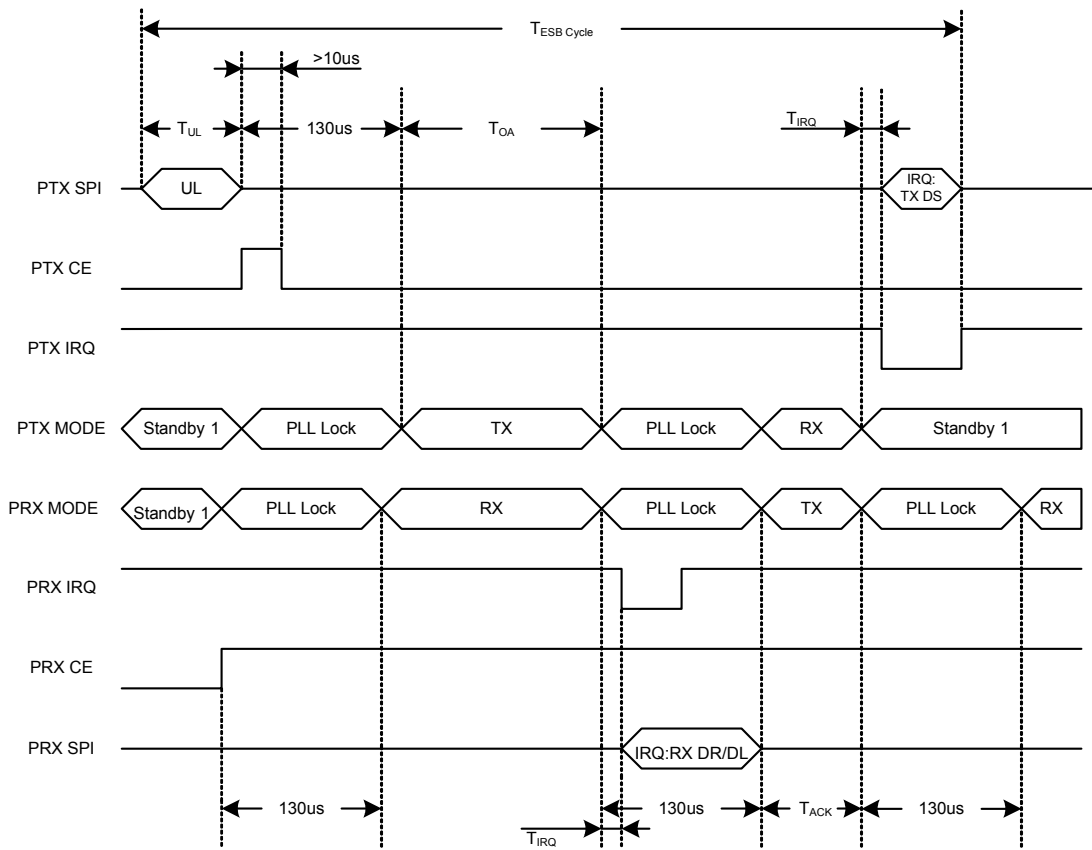 TESB Cycle
>10us
TUL
130us
TOA
TIRQ
PTX SPI
UL
IRQ:
TX DS
PTX CE
PTX IRQ
PTX MODE
Standby 1
PLL Lock
TX
PLL Lock
RX
Standby 1
PRX MODE
Standby 1
PLL Lock
RX
PLL Lock
TX
PLL Lock
RX
PRX IRQ
PRX CE
PRX SPI
IRQ:RX DR/DL
130us
130us
TACK
130us
TIRQ